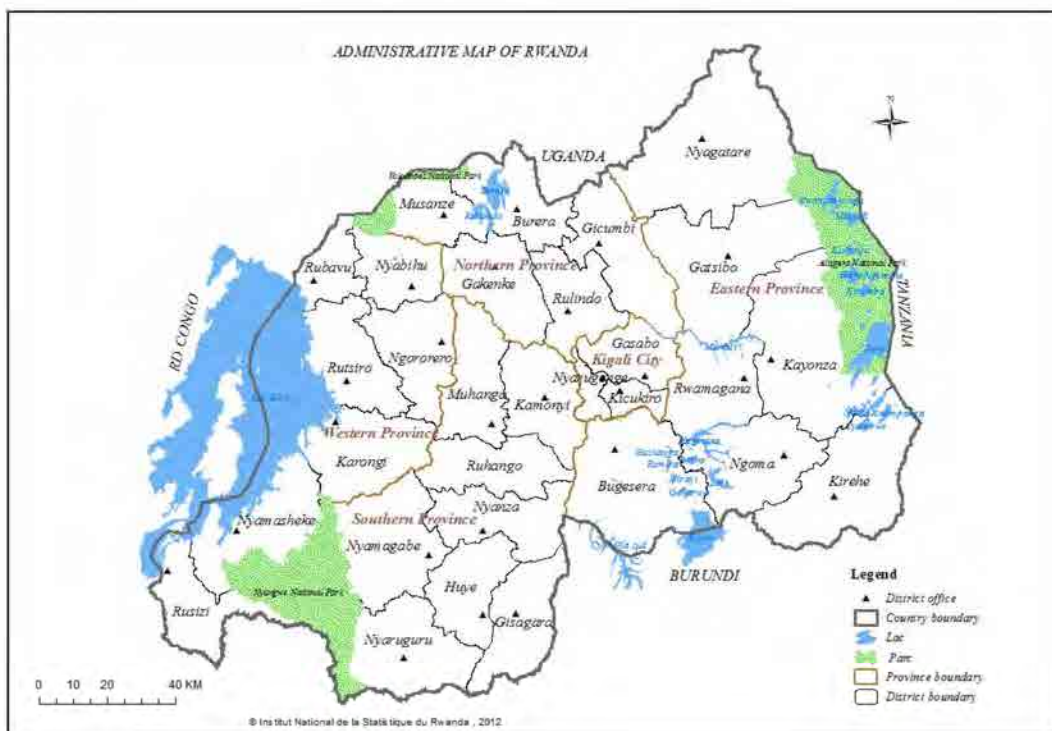 ADMINISTRATIVE MAP OF RWANDA
N
UGANDA
Nyagatare
Musanze
Burera
Gicumbi
Rubavu
Nyabihu
Northern Province
Gakenke
Gatsibo
Eastern Province
Akagera National Park
TANZANIA
RD CONGO
Rulindo
Ngororero
Gasabo
Kigali City
Nyarugenge
Kicukiro
Rwamagana
Kayonza
Rutsiro
Muhanga
Kamonyi
Western Province
Karongi
Ruhango
Bugesera
Ngoma
Kirehe
Nyamasheke
Southern Province
Nyanza
Nyamagabe
Nyungwe National Park
Huye
BURUNDI
Rusizi
Gisagara
Nyaruguru
Legend
District office
Country boundary
Lac
Parc
Province boundary
District boundary
0 10 20 40 KM
© Institut National de la Statistique du Rwanda , 2012